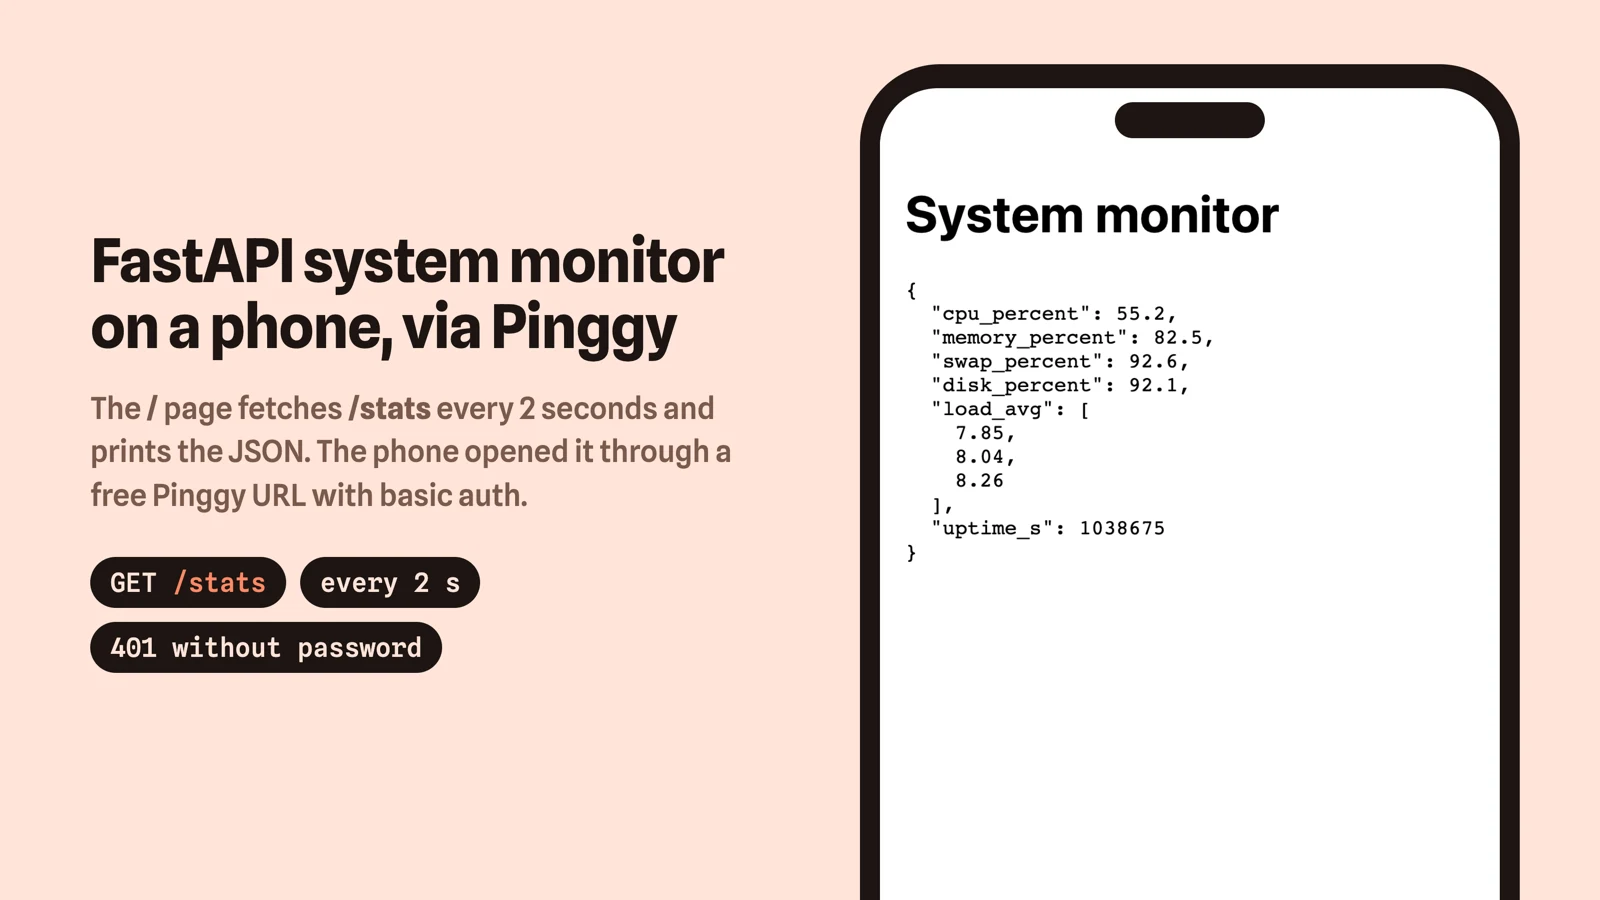 FastAPI system monitor
on a phone, via Pinggy
The / page fetches /stats every 2 seconds and
prints the JSON. The phone opened it through a
free Pinggy URL with basic auth.
GET /stats
every 2 s
401 without password
System monitor
{
  "cpu_percent": 55.2,
  "memory_percent": 82.5,
  "swap_percent": 92.6,
  "disk_percent": 92.1,
  "load_avg": [
    7.85,
    8.04,
    8.26
  ],
  "uptime_s": 1038675
}